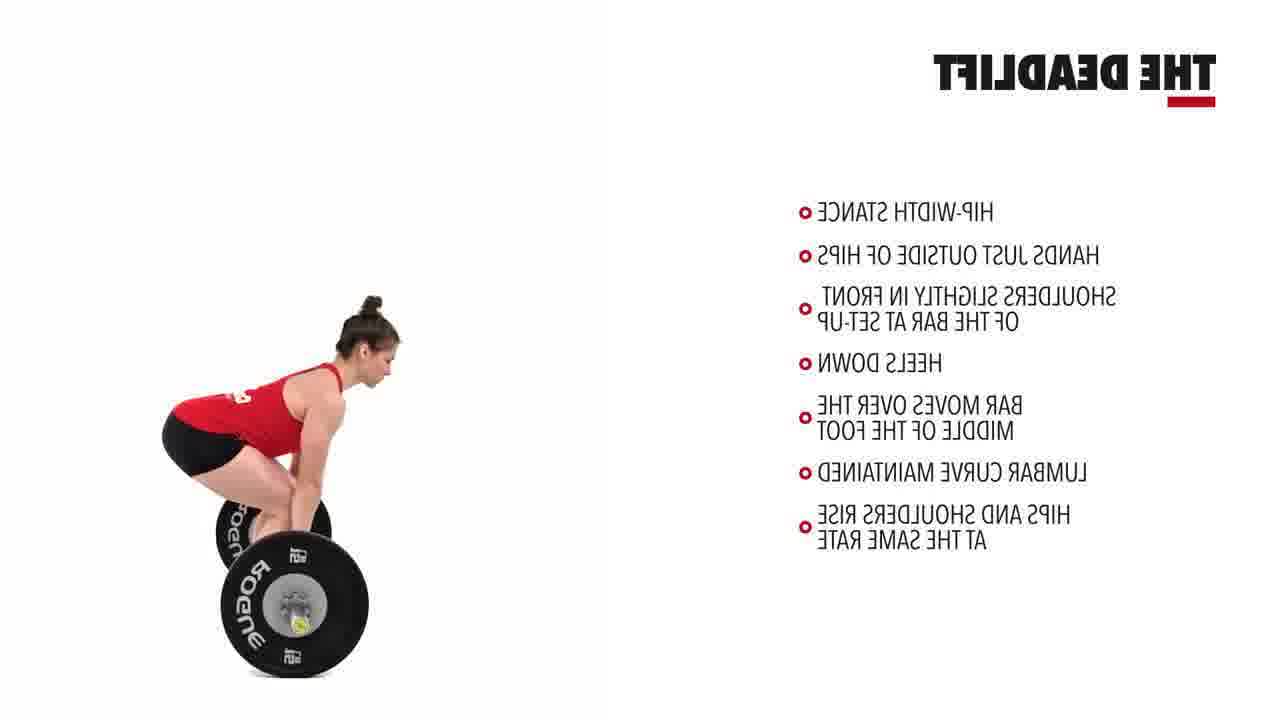 THE DEADLIFT
HIP-WIDTH STANCE
HANDS JUST OUTSIDE OF HIPS
SHOULDERS SLIGHTLY IN FRONT
OF THE BAR AT SET-UP
HEELS DOWN
BAR MOVES OVER THE
MIDDLE OF THE FOOT
LUMBAR CURVE MAINTAINED
HIPS AND SHOULDERS RISE
AT THE SAME RATE
ROGUE
ROGUE